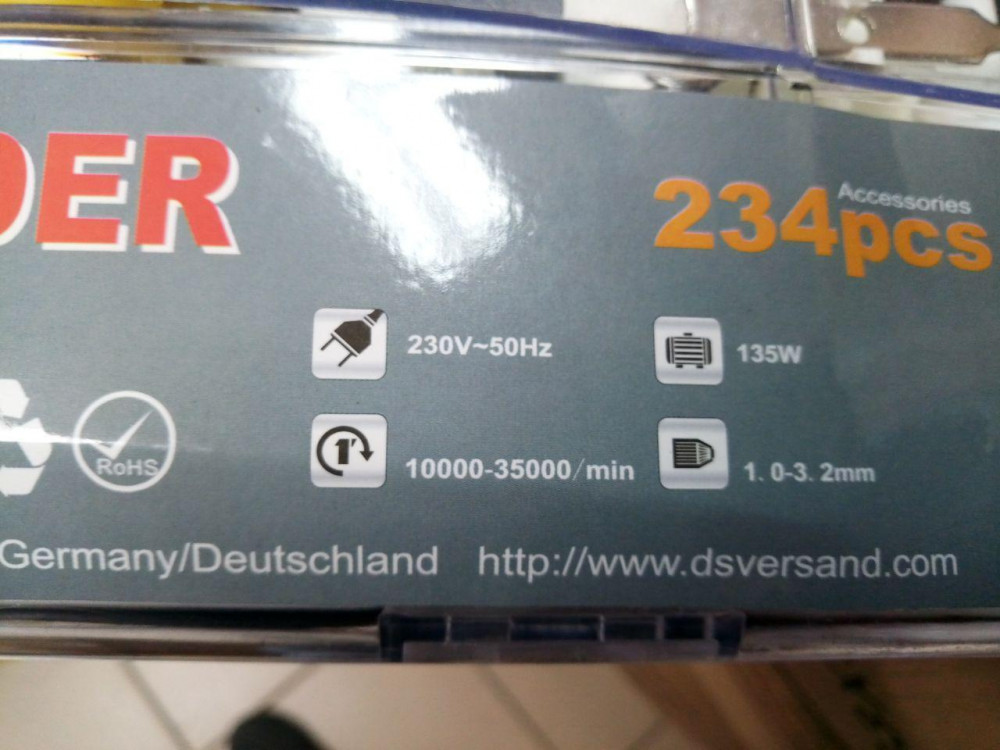 DER
Accessories
234pcs
230V~50Hz
135W
1'
RoHS
10000-35000/min
1. 0-3. 2mm
Germany/Deutschland http://www.dsversand.com